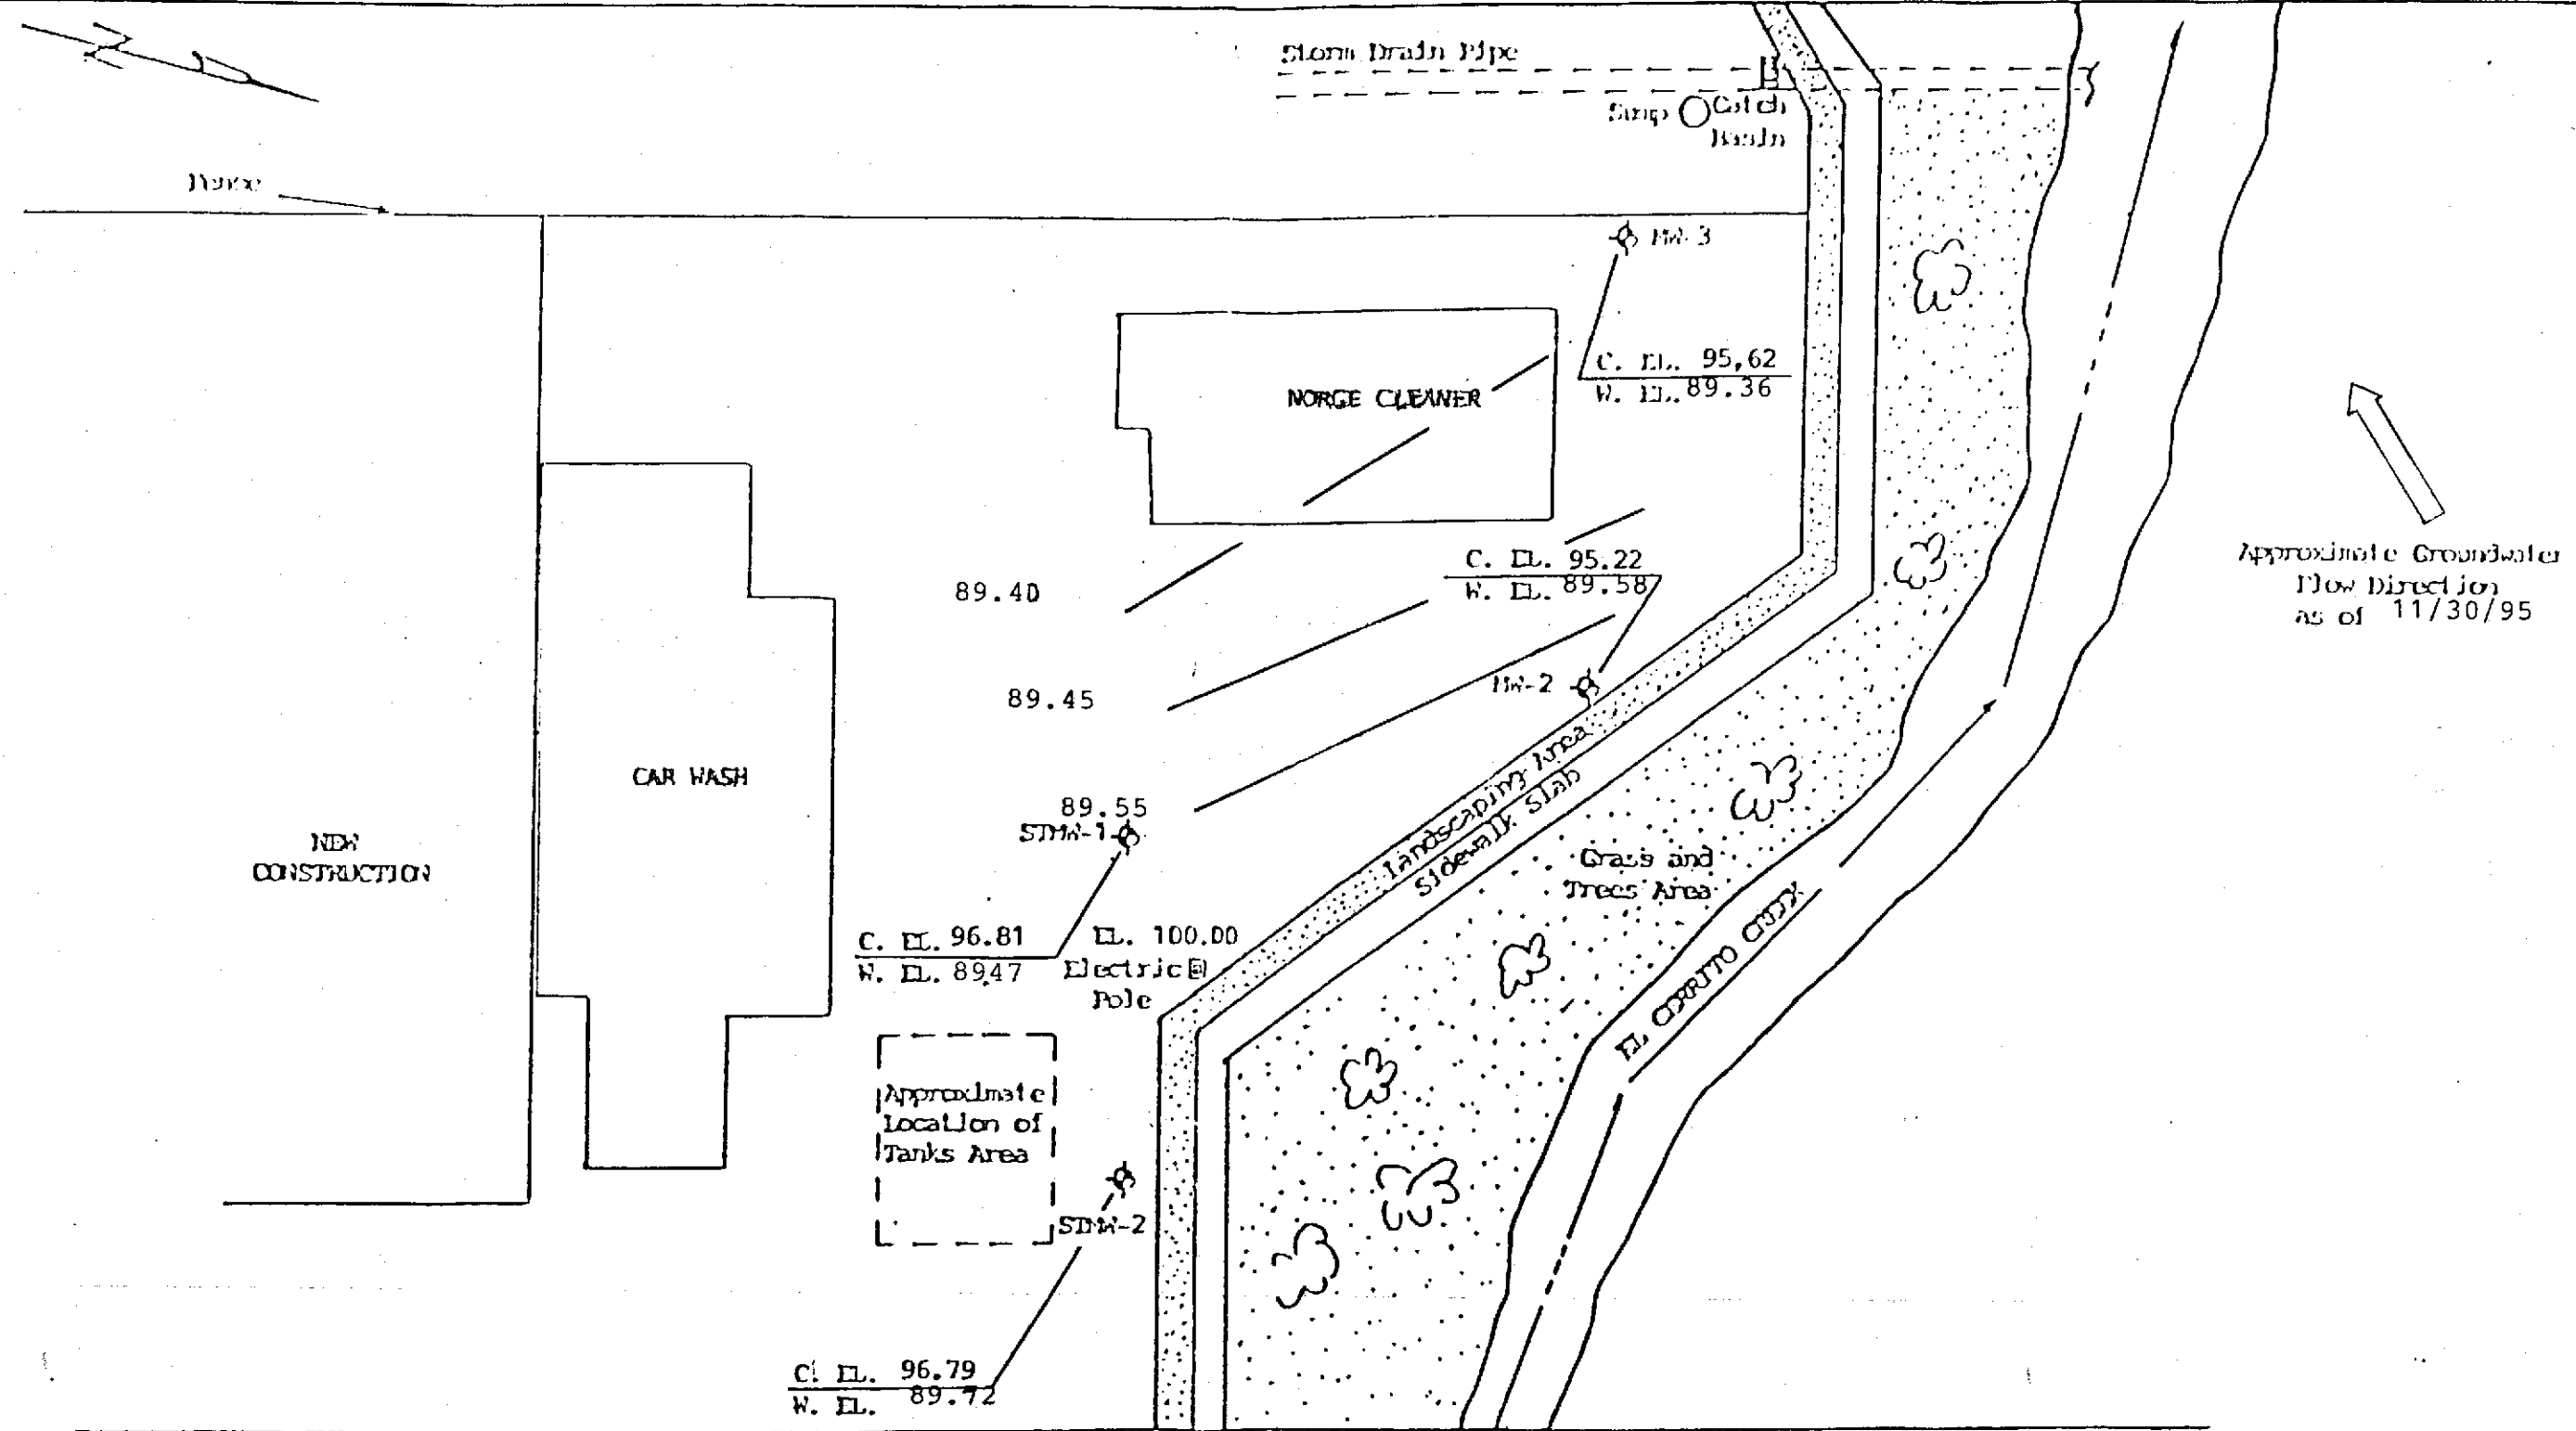 N
Storm Drain Pipe
Sump
Catch
Basin
Fence
MW-3
C. EL. 95,62
W. EL. 89.36
NORGE CLEANER
Approximate Groundwater
Flow Direction
as of 11/30/95
C. EL. 95.22
W. EL. 89.58
89.40
MW-2
89.45
Landscaping Area
Sidewalk Slab
CAR WASH
89.55
STMW-1
NEW
CONSTRUCTION
Grass and
Trees Area
C. EL. 96.81
W. EL. 89.47
EL. 100.00
Electric
Pole
EL CERRITO CREEK
Approximate
Location of
Tanks Area
STMW-2
C. EL. 96.79
W. EL. 89.72